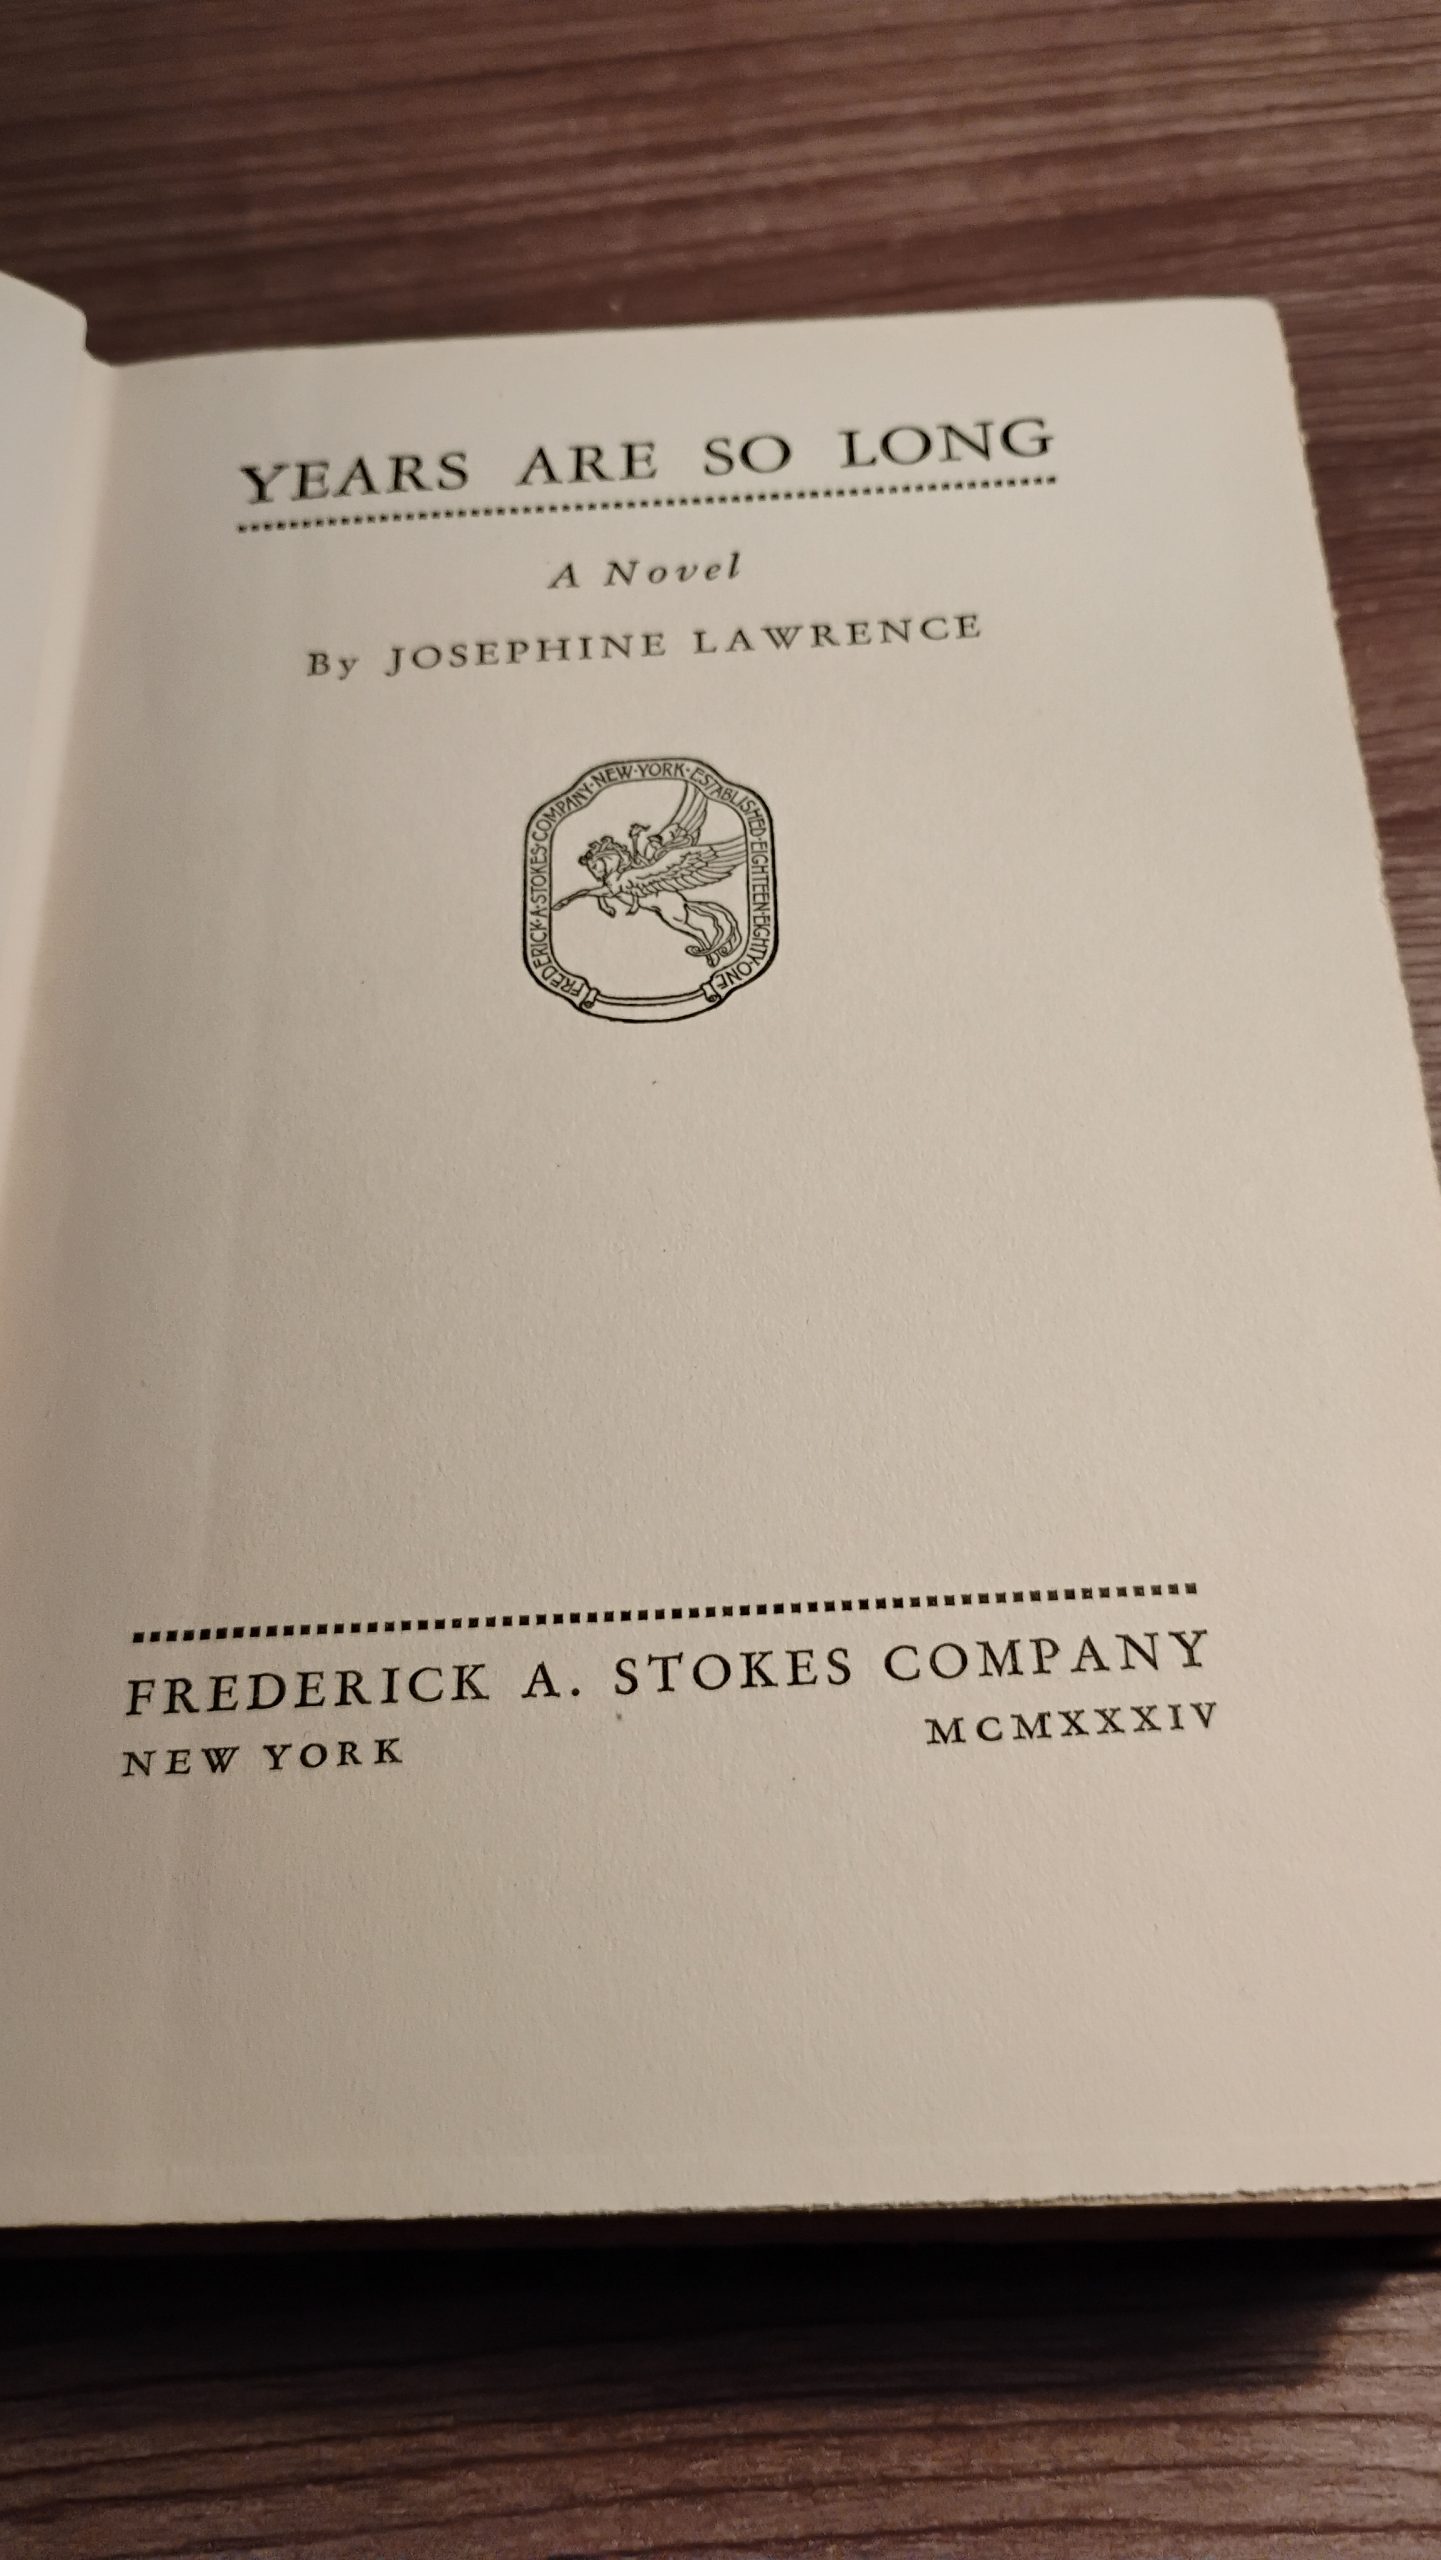 YEARS ARE SO LONG
A Novel
By JOSEPHINE LAWRENCE
FREDERICK·A·STOKES·COMPANY·NEW·YORK·ESTABLISHED·EIGHTEEN·EIGHTY·ONE
FREDERICK A. STOKES COMPANY
NEW YORK MCMXXXIV